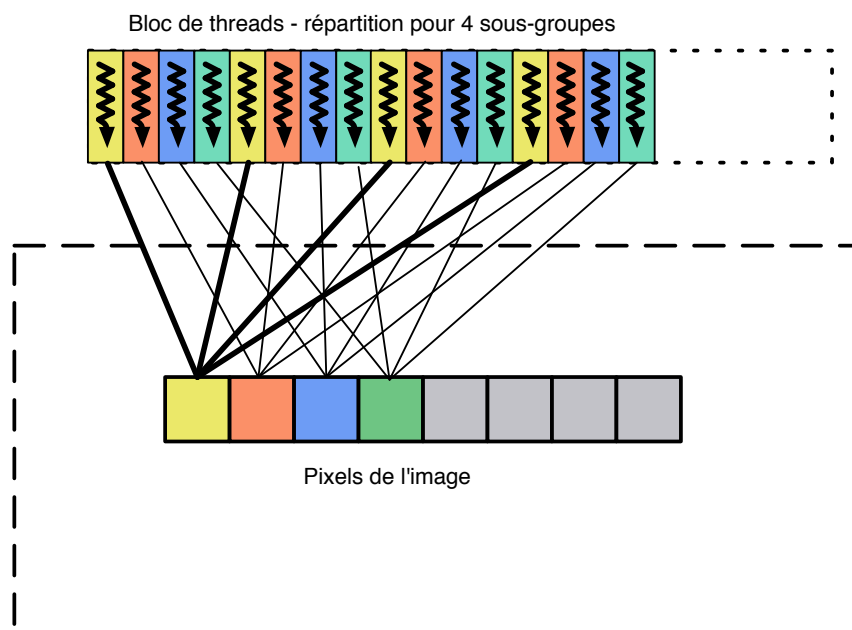 Bloc de threads - répartition pour 4 sous-groupes
Pixels de l'image